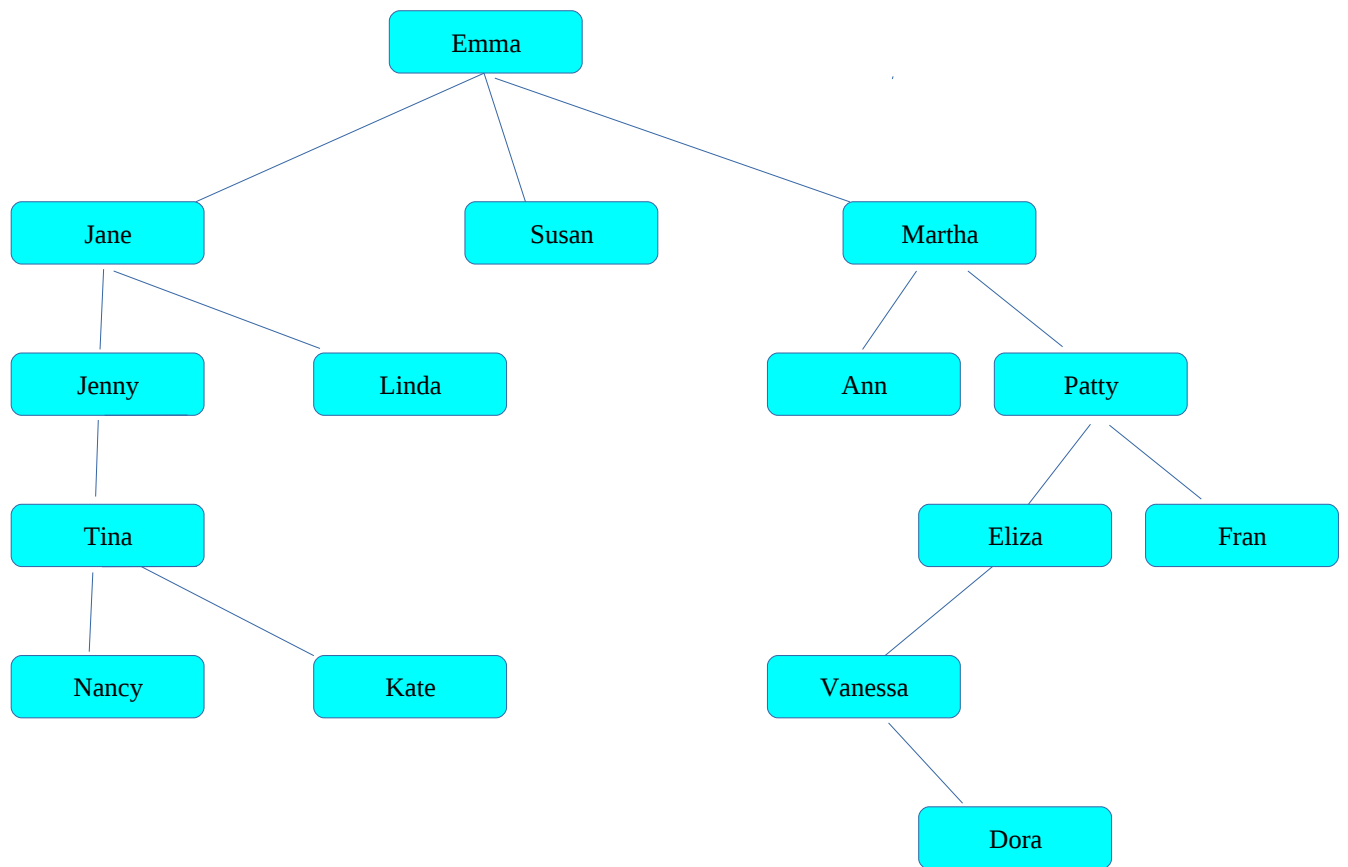 Emma
Jane
Susan
Martha
Jenny
Linda
Ann
Patty
Tina
Eliza
Fran
Nancy
Kate
Vanessa
Dora